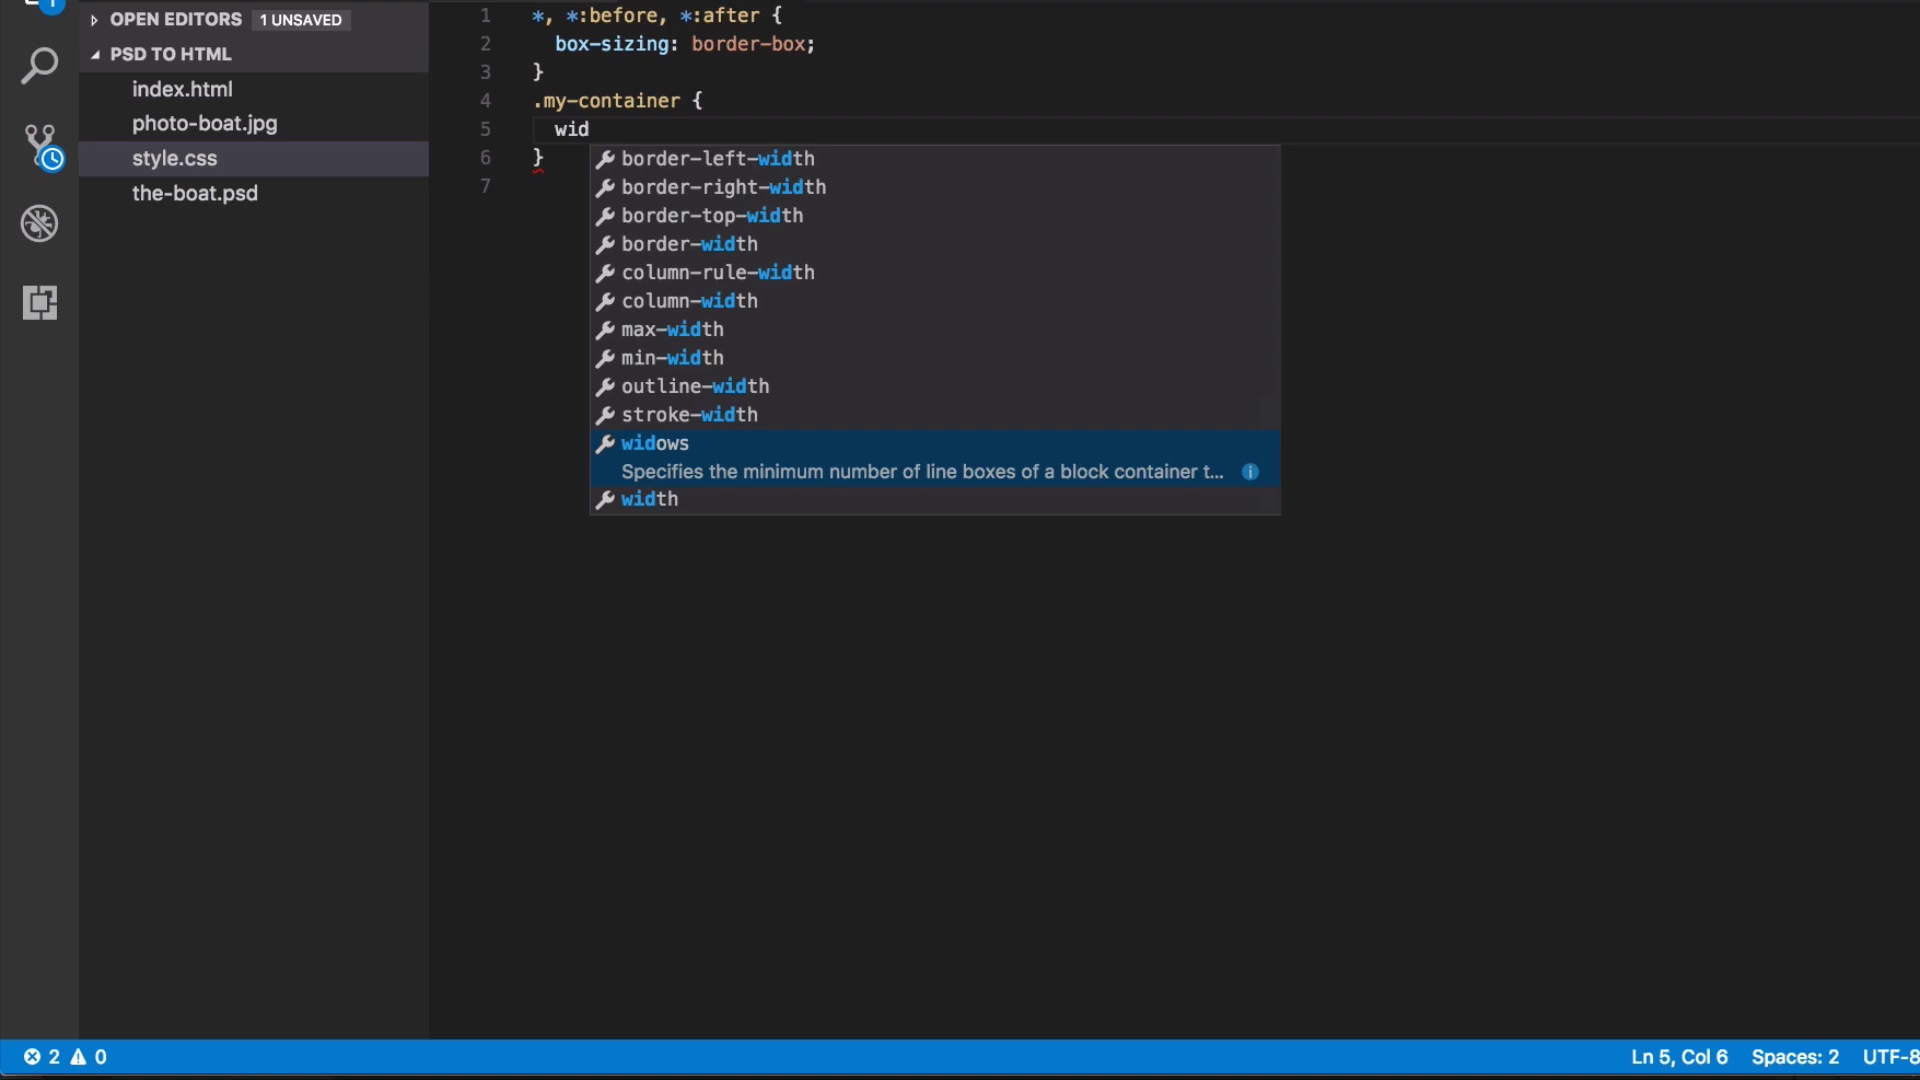 1
OPEN EDITORS 1 UNSAVED
PSD TO HTML
index.html
photo-boat.jpg
style.css
the-boat.psd
1 *, *:before, *:after {
2 box-sizing: border-box;
3 }
4 .my-container {
5 wid
6 }
7
border-left-width
border-right-width
border-top-width
border-width
column-rule-width
column-width
max-width
min-width
outline-width
stroke-width
widows
Specifies the minimum number of line boxes of a block container t...
width
2 0 Ln 5, Col 6 Spaces: 2 UTF-8